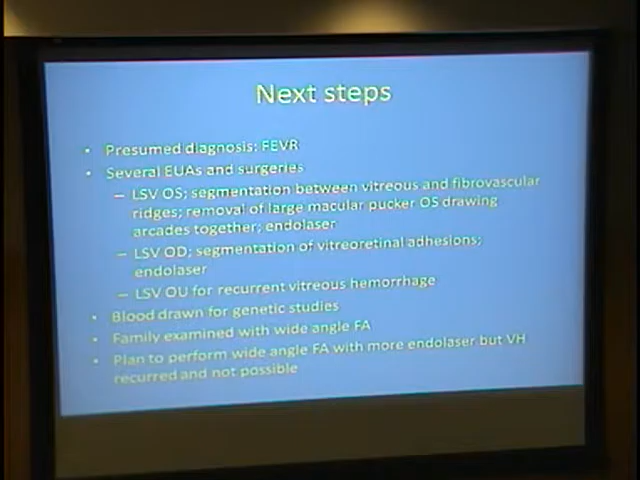 Next steps
• Presumed diagnosis: FEVR
• Several EUAs and surgeries
– LSV OS; segmentation between vitreous and fibrovascular
ridges; removal of large macular pucker OS drawing
arcades together; endolaser
– LSV OD; segmentation of vitreoretinal adhesions;
endolaser
– LSV OU for recurrent vitreous hemorrhage
• Blood drawn for genetic studies
• Family examined with wide angle FA
• Plan to perform wide angle FA with more endolaser but VH
recurred and not possible